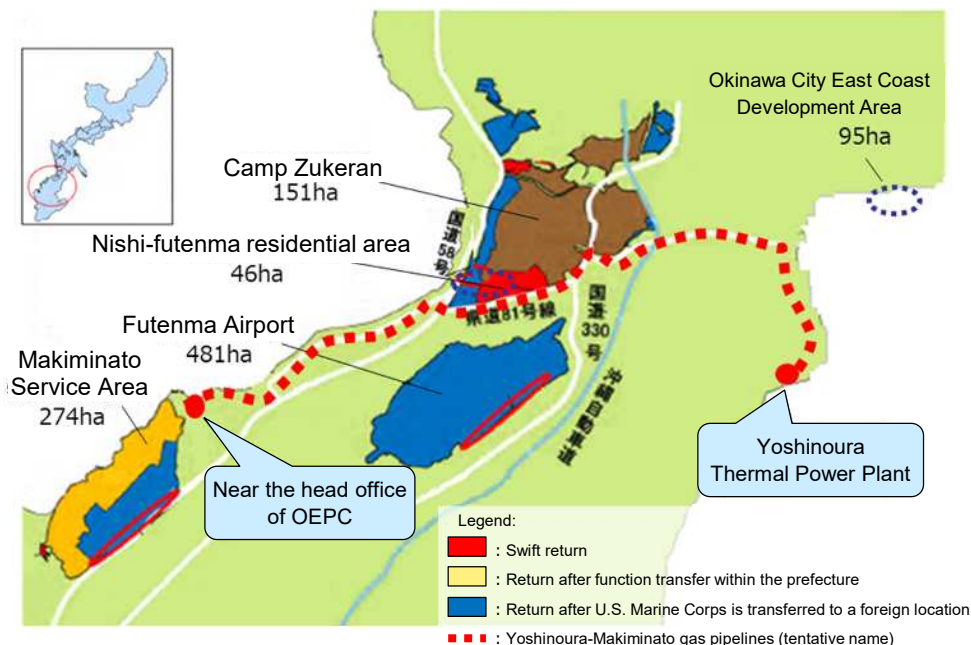 Okinawa City East Coast
Development Area
95ha
Camp Zukeran
151ha
国道58号
Nishi-futenma residential area
46ha
県道81号線
国道330号
沖縄自動車道
Futenma Airport
481ha
Makiminato
Service Area
274ha
Near the head office
of OEPC
Yoshinoura
Thermal Power Plant
Legend:
: Swift return
: Return after function transfer within the prefecture
: Return after U.S. Marine Corps is transferred to a foreign location
: Yoshinoura-Makiminato gas pipelines (tentative name)